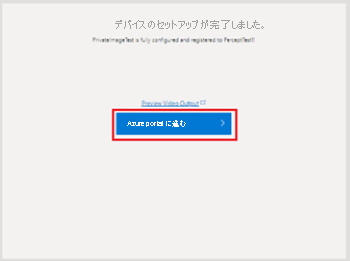 デバイスのセットアップが完了しました。
PrivateImageTest is fully configured and registered to PerceptTest!!
Preview Video Output
Azure portal に進む